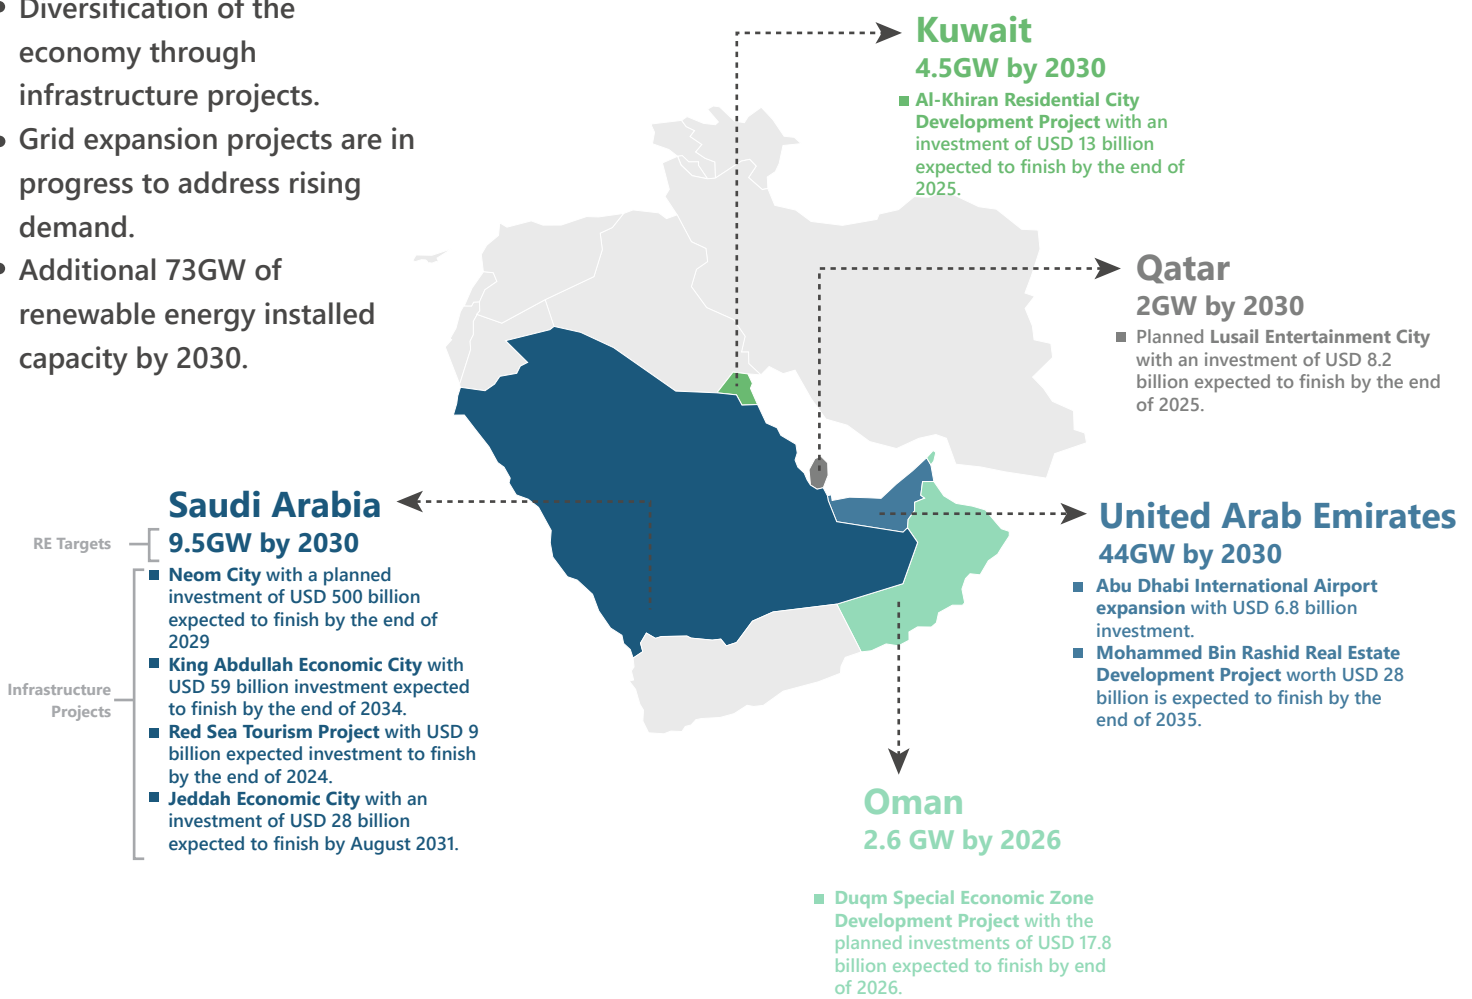 • Diversification of the
economy through
infrastructure projects.
• Grid expansion projects are in
progress to address rising
demand.
• Additional 73GW of
renewable energy installed
capacity by 2030.
Kuwait
4.5GW by 2030
■ Al-Khiran Residential City
Development Project with an
investment of USD 13 billion
expected to finish by the end of
2025.
Qatar
2GW by 2030
■ Planned Lusail Entertainment City
with an investment of USD 8.2
billion expected to finish by the end
of 2025.
Saudi Arabia
RE Targets
9.5GW by 2030
Infrastructure
Projects
■ Neom City with a planned
investment of USD 500 billion
expected to finish by the end of
2029
■ King Abdullah Economic City with
USD 59 billion investment expected
to finish by the end of 2034.
■ Red Sea Tourism Project with USD 9
billion expected investment to finish
by the end of 2024.
■ Jeddah Economic City with an
investment of USD 28 billion
expected to finish by August 2031.
United Arab Emirates
44GW by 2030
■ Abu Dhabi International Airport
expansion with USD 6.8 billion
investment.
■ Mohammed Bin Rashid Real Estate
Development Project worth USD 28
billion is expected to finish by the
end of 2035.
Oman
2.6 GW by 2026
■ Duqm Special Economic Zone
Development Project with the
planned investments of USD 17.8
billion expected to finish by end
of 2026.